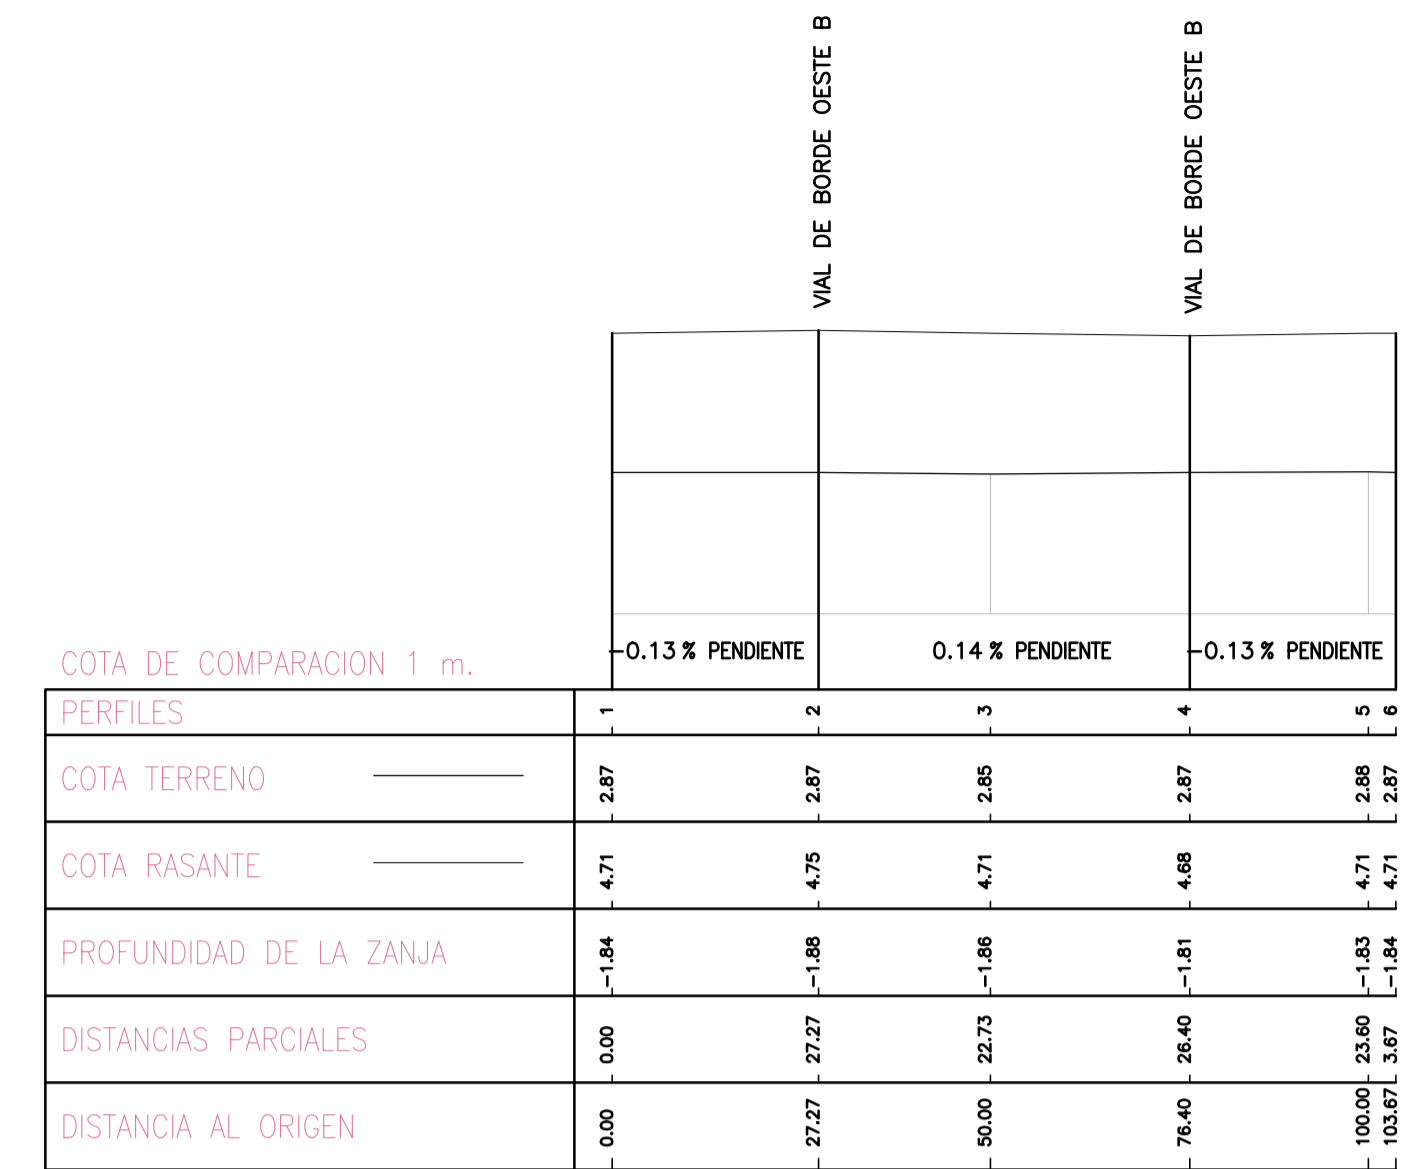 VIAL DE BORDE OESTE B
VIAL DE BORDE OESTE B
-0.13 % PENDIENTE
0.14 % PENDIENTE
-0.13 % PENDIENTE
COTA DE COMPARACION 1 m.
PERFILES 1 2 3 4 5 6
COTA TERRENO 2.87 2.87 2.85 2.87 2.88 2.87
COTA RASANTE 4.71 4.75 4.71 4.68 4.71 4.71
PROFUNDIDAD DE LA ZANJA -1.84 -1.88 -1.86 -1.81 -1.83 -1.84
DISTANCIAS PARCIALES 0.00 27.27 22.73 26.40 23.60 3.67
DISTANCIA AL ORIGEN 0.00 27.27 50.00 76.40 100.00 103.67